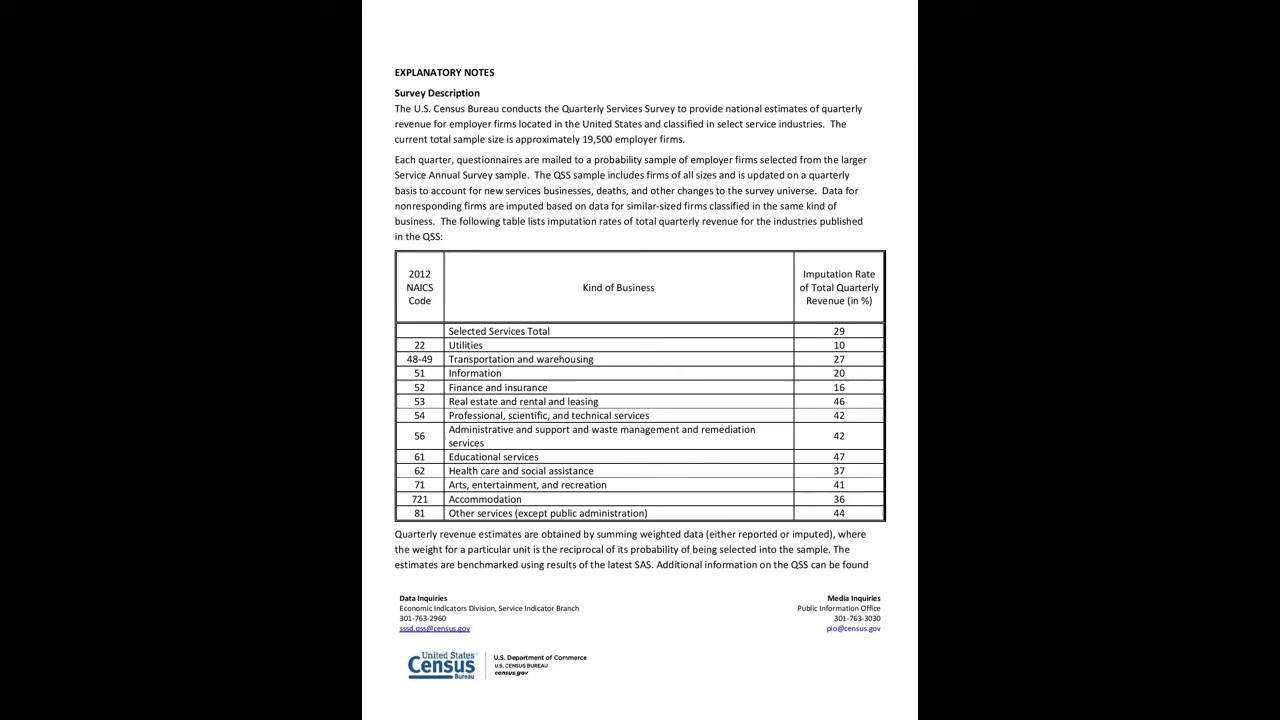 EXPLANATORY NOTES
Survey Description
The U.S. Census Bureau conducts the Quarterly Services Survey to provide national estimates of quarterly
revenue for employer firms located in the United States and classified in select service industries.  The
current total sample size is approximately 19,500 employer firms.
Each quarter, questionnaires are mailed to a probability sample of employer firms selected from the larger
Service Annual Survey sample.  The QSS sample includes firms of all sizes and is updated on a quarterly
basis to account for new services businesses, deaths, and other changes to the survey universe.  Data for
nonresponding firms are imputed based on data for similar-sized firms classified in the same kind of
business.  The following table lists imputation rates of total quarterly revenue for the industries published
in the QSS:
2012
NAICS
Code
Kind of Business
Imputation Rate
of Total Quarterly
Revenue (in %)
Selected Services Total 29
22 Utilities 10
48-49 Transportation and warehousing 27
51 Information 20
52 Finance and insurance 16
53 Real estate and rental and leasing 46
54 Professional, scientific, and technical services 42
56 Administrative and support and waste management and remediation
services 42
61 Educational services 47
62 Health care and social assistance 37
71 Arts, entertainment, and recreation 41
721 Accommodation 36
81 Other services (except public administration) 44
Quarterly revenue estimates are obtained by summing weighted data (either reported or imputed), where
the weight for a particular unit is the reciprocal of its probability of being selected into the sample. The
estimates are benchmarked using results of the latest SAS. Additional information on the QSS can be found
Data Inquiries
Economic Indicators Division, Service Indicator Branch
301-763-2960
sssd.qss@census.gov
Media Inquiries
Public Information Office
301-763-3030
pio@census.gov
United States
Census
Bureau
U.S. Department of Commerce
U.S. CENSUS BUREAU
census.gov